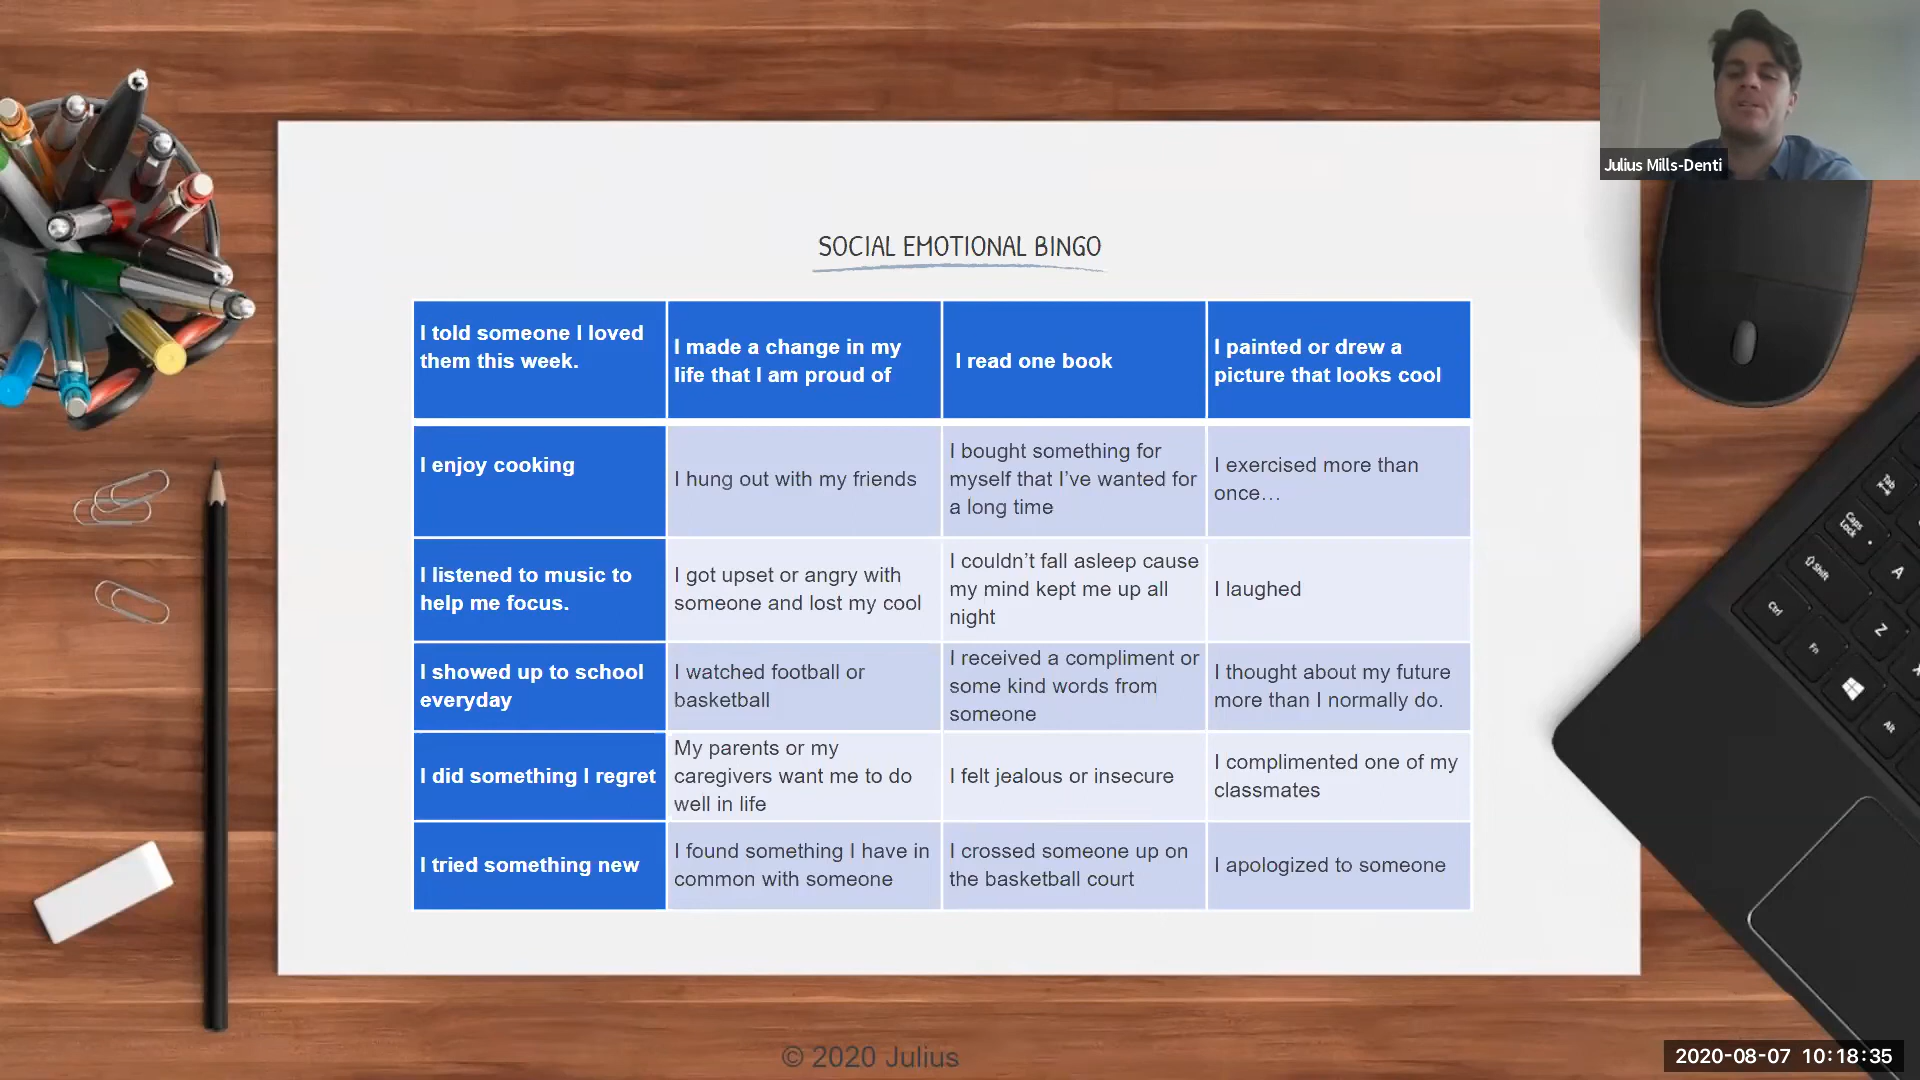 Julius Mills-Denti
SOCIAL EMOTIONAL BINGO
I told someone I loved
them this week.
I made a change in my
life that I am proud of
I read one book
I painted or drew a
picture that looks cool
I enjoy cooking
I hung out with my friends
I bought something for
myself that I’ve wanted for
a long time
I exercised more than
once…
I listened to music to
help me focus.
I got upset or angry with
someone and lost my cool
I couldn’t fall asleep cause
my mind kept me up all
night
I laughed
I showed up to school
everyday
I watched football or
basketball
I received a compliment or
some kind words from
someone
I thought about my future
more than I normally do.
I did something I regret
My parents or my
caregivers want me to do
well in life
I felt jealous or insecure
I complimented one of my
classmates
I tried something new
I found something I have in
common with someone
I crossed someone up on
the basketball court
I apologized to someone
Tab
Caps
Lock
A
Shift
Ctrl
Z
Fn
Alt
© 2020 Julius
2020-08-07 10:18:35